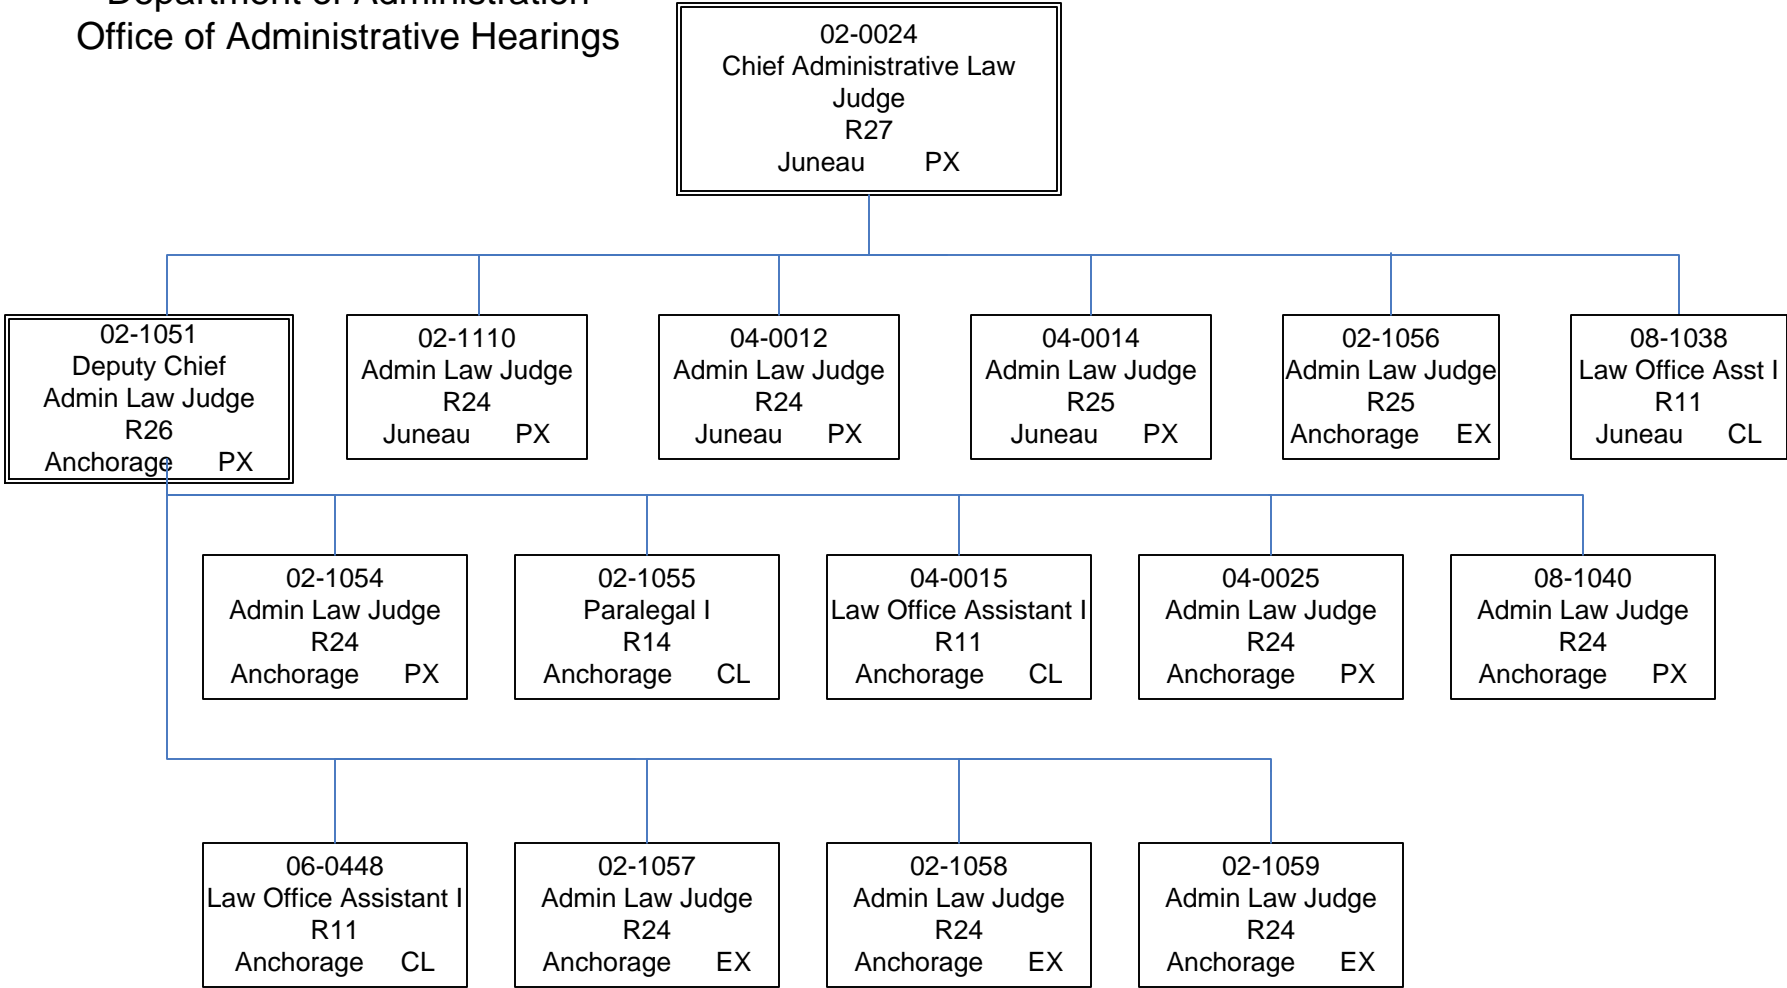 Department of Administration
Office of Administrative Hearings
02-0024
Chief Administrative Law
Judge
R27
Juneau PX
02-1051
Deputy Chief
Admin Law Judge
R26
Anchorage PX
02-1110
Admin Law Judge
R24
Juneau PX
04-0012
Admin Law Judge
R24
Juneau PX
04-0014
Admin Law Judge
R25
Juneau PX
02-1056
Admin Law Judge
R25
Anchorage EX
08-1038
Law Office Asst I
R11
Juneau CL
02-1054
Admin Law Judge
R24
Anchorage PX
02-1055
Paralegal I
R14
Anchorage CL
04-0015
Law Office Assistant I
R11
Anchorage CL
04-0025
Admin Law Judge
R24
Anchorage PX
08-1040
Admin Law Judge
R24
Anchorage PX
06-0448
Law Office Assistant I
R11
Anchorage CL
02-1057
Admin Law Judge
R24
Anchorage EX
02-1058
Admin Law Judge
R24
Anchorage EX
02-1059
Admin Law Judge
R24
Anchorage EX